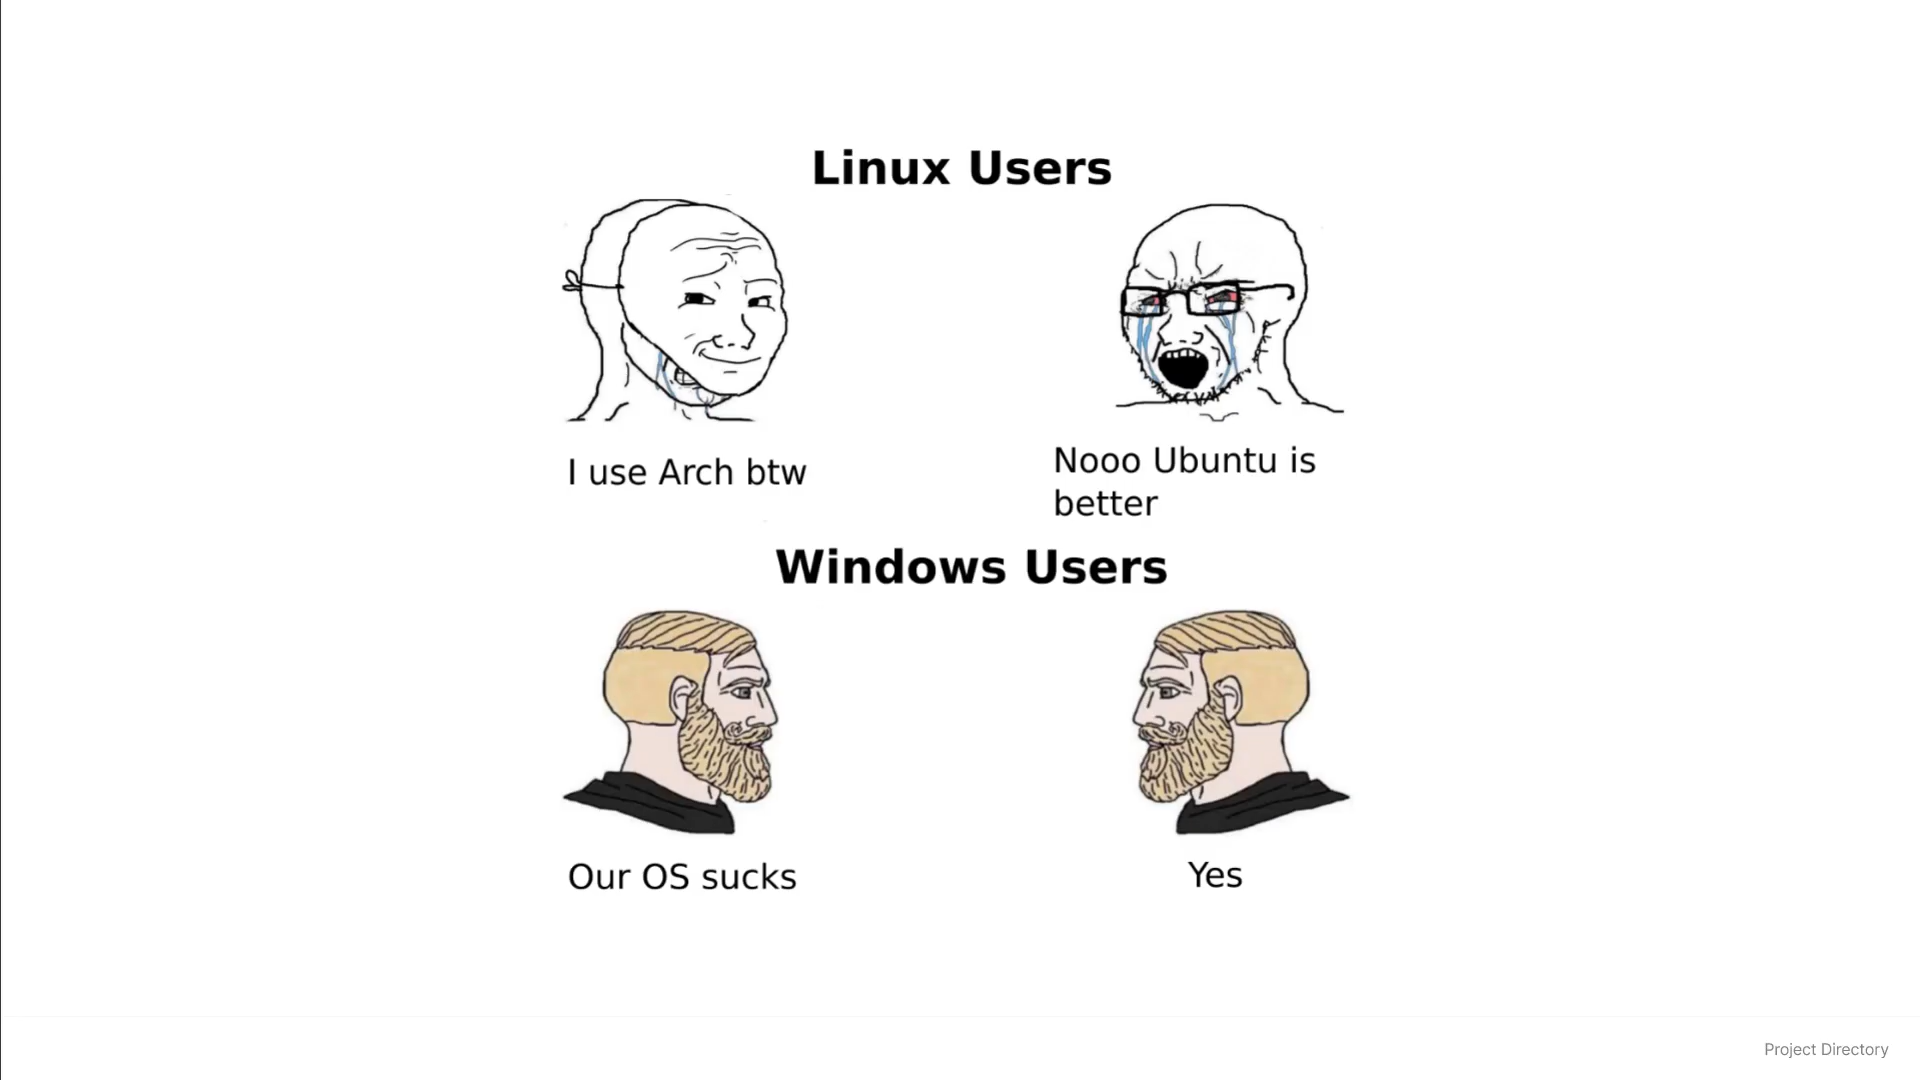 Linux Users
I use Arch btw
Nooo Ubuntu is
better
Windows Users
Our OS sucks
Yes
Project Directory